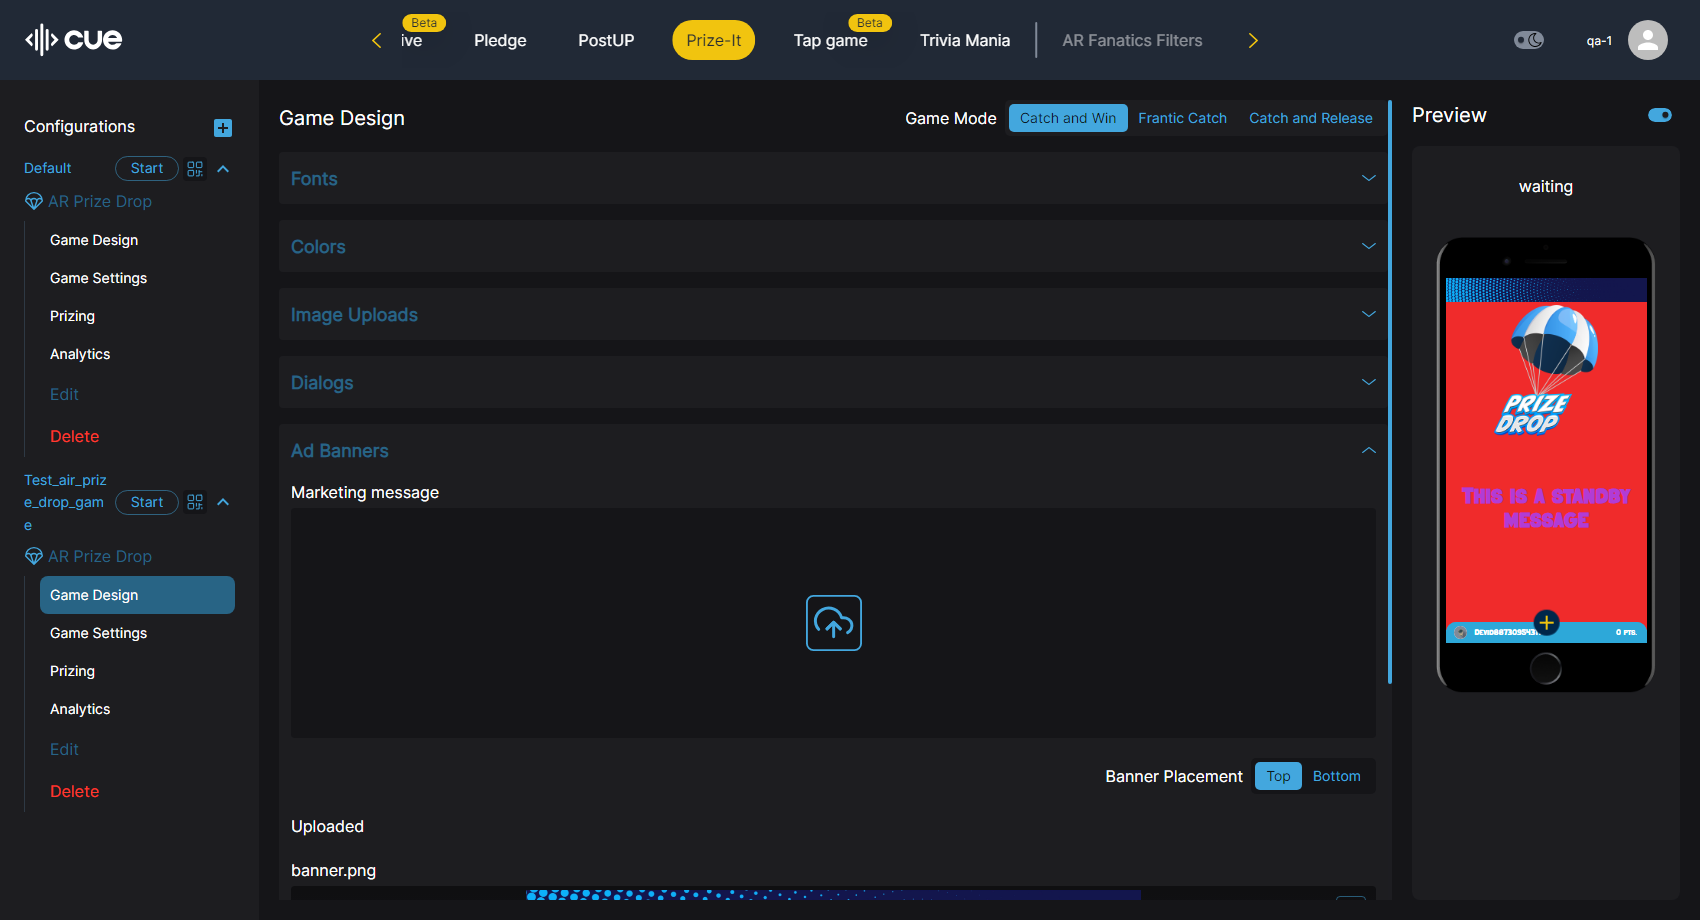 cue
Beta
ive
Pledge
PostUP
Prize-It
Beta
Tap game
Trivia Mania
AR Fanatics Filters
qa-1
Configurations
Default
Start
AR Prize Drop
Game Design
Game Settings
Prizing
Analytics
Edit
Delete
Test_air_priz
e_drop_gam
e
Start
AR Prize Drop
Game Design
Game Settings
Prizing
Analytics
Edit
Delete
Game Design
Game Mode
Catch and Win
Frantic Catch
Catch and Release
Fonts
Colors
Image Uploads
Dialogs
Ad Banners
Marketing message
Banner Placement
Top
Bottom
Uploaded
banner.png
Preview
waiting
PRIZE
DROP
THIS IS A STANDBY
MESSAGE
0 PTS.